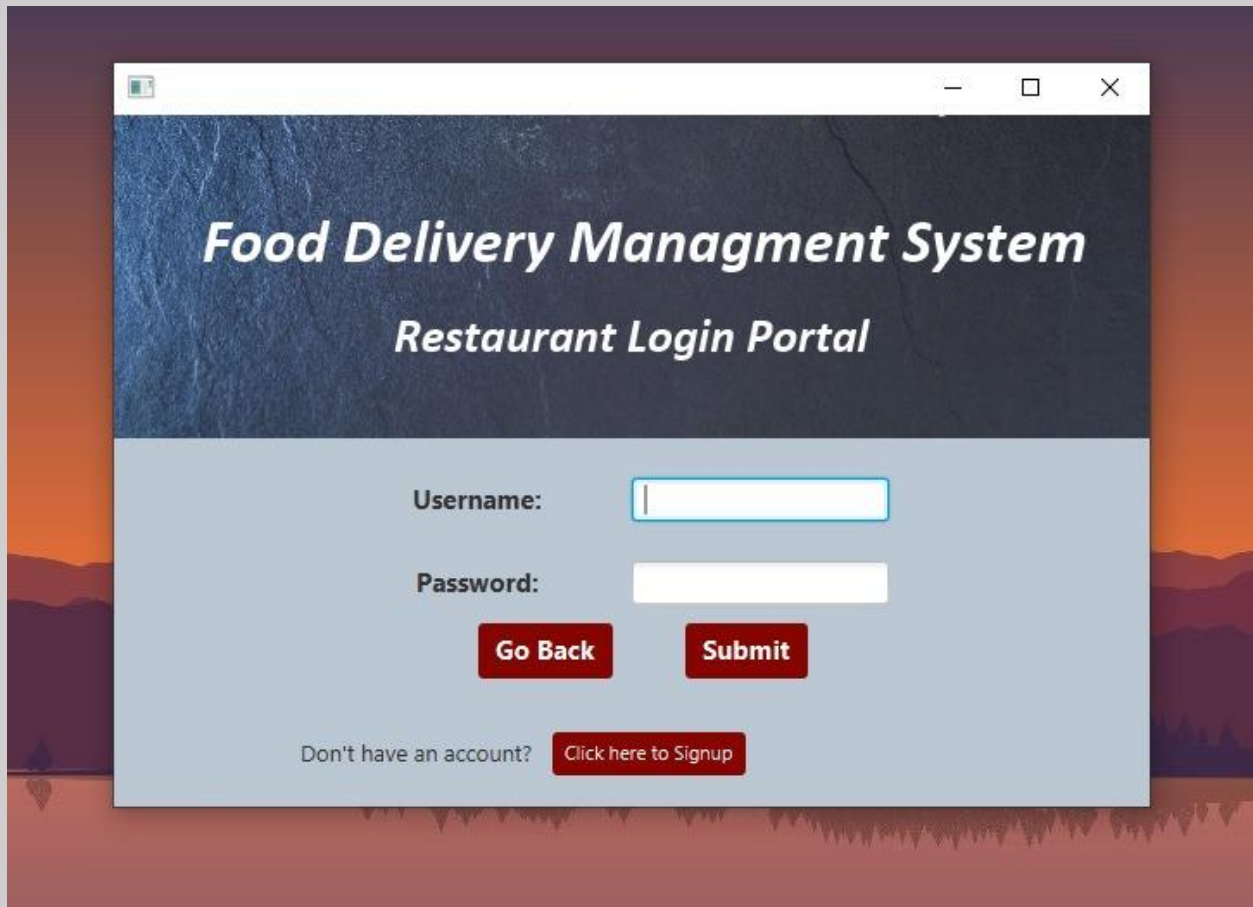 Food Delivery Managment System
Restaurant Login Portal
Username:
Password:
Go Back Submit
Don't have an account? Click here to Signup